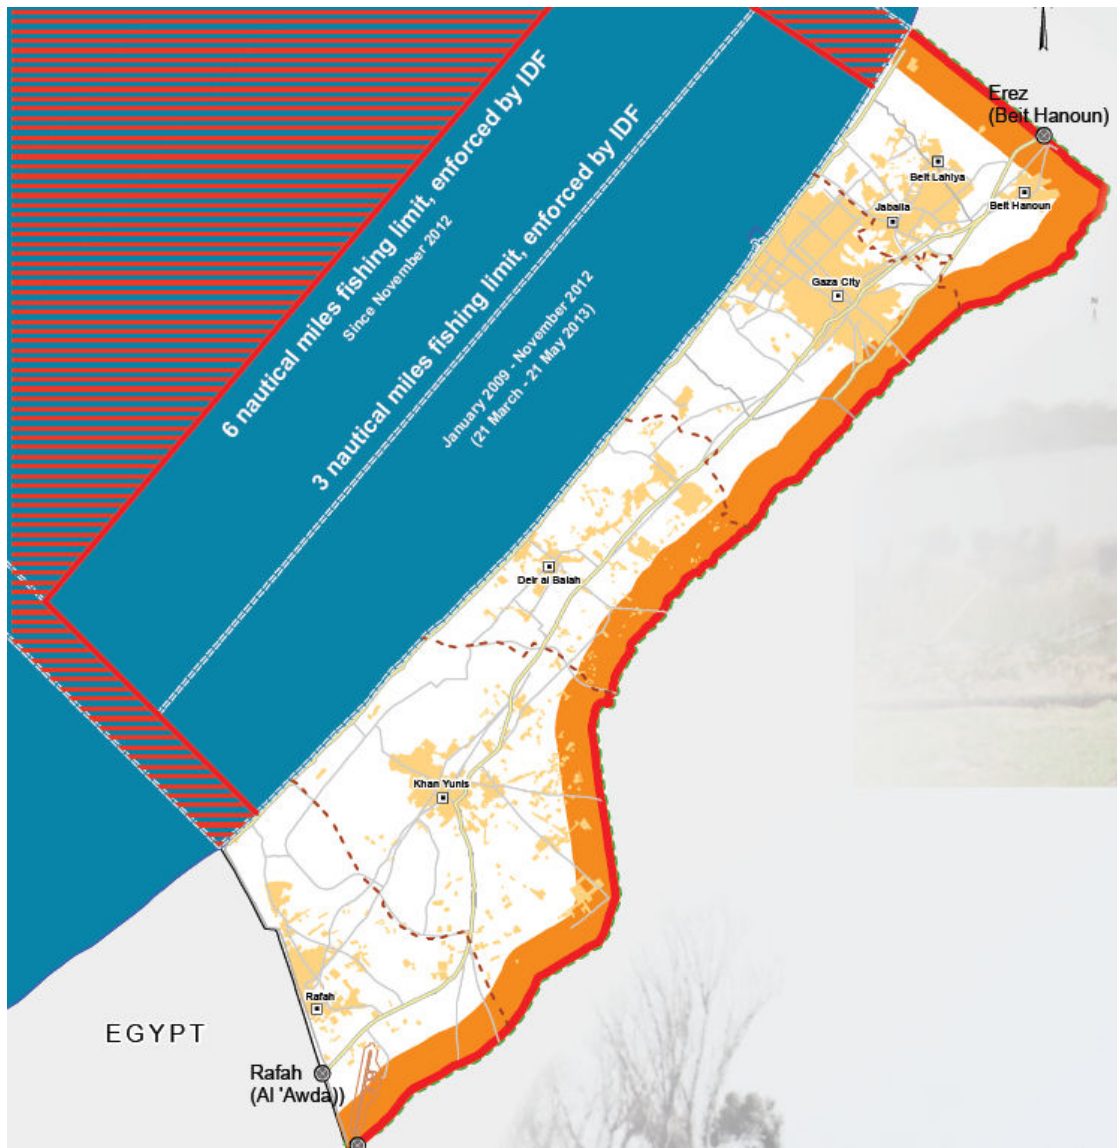 6 nautical miles fishing limit, enforced by IDF
Since November 2012
3 nautical miles fishing limit, enforced by IDF
January 2009 - November 2012
(21 March - 21 May 2013)
Erez
(Beit Hanoun)
Beit Lahiya
Beit Hanoun
Jabalia
Gaza City
N
Deir al Balah
Khan Yunis
Rafah
EGYPT
Rafah
(Al 'Awda))